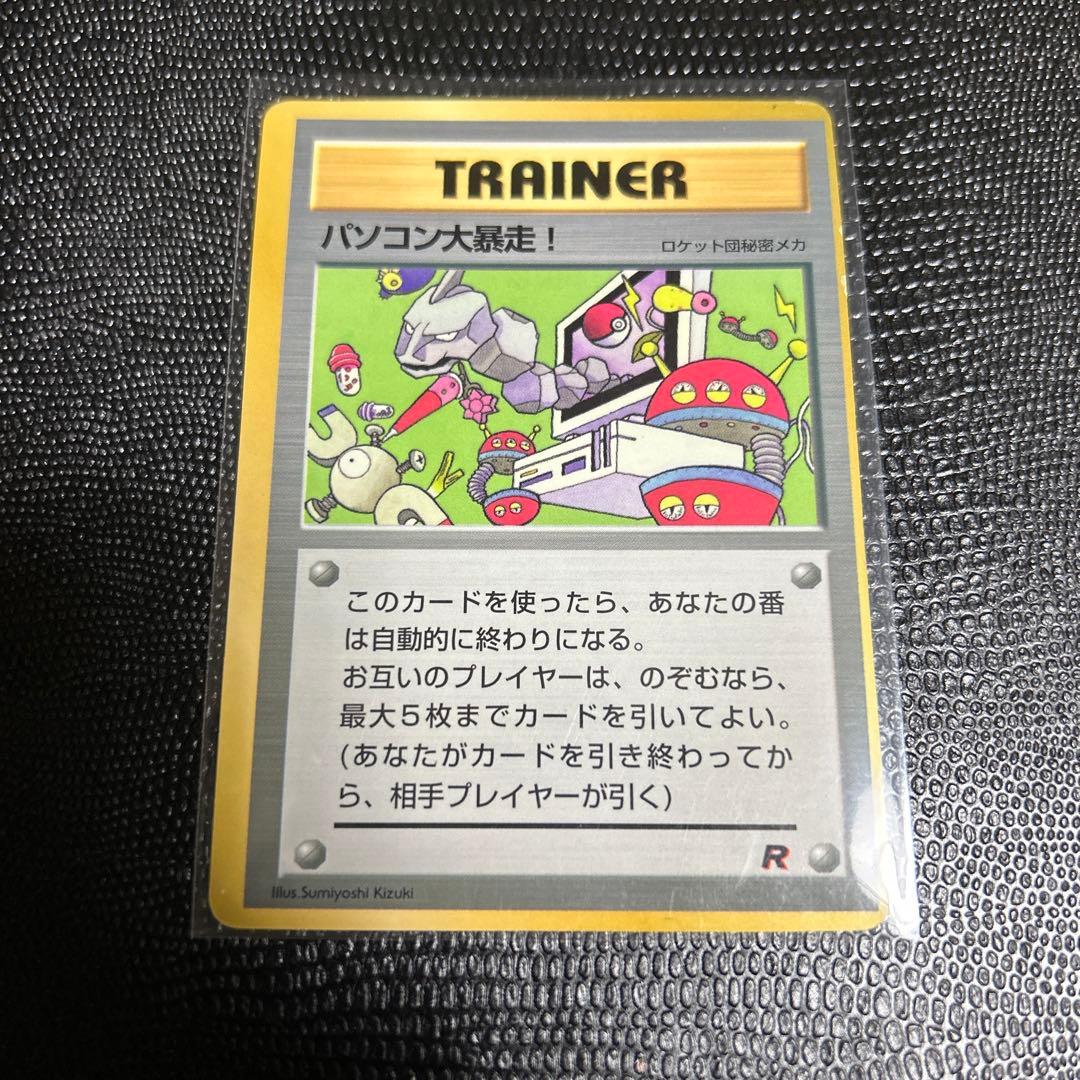 TRAINER
パソコン大暴走！
ロケット団秘密メカ
このカードを使ったら、あなたの番
は自動的に終わりになる。
お互いのプレイヤーは、のぞむなら、
最大５枚までカードを引いてよい。
(あなたがカードを引き終わってか
ら、相手プレイヤーが引く)
R
Illus.Sumiyoshi Kizuki